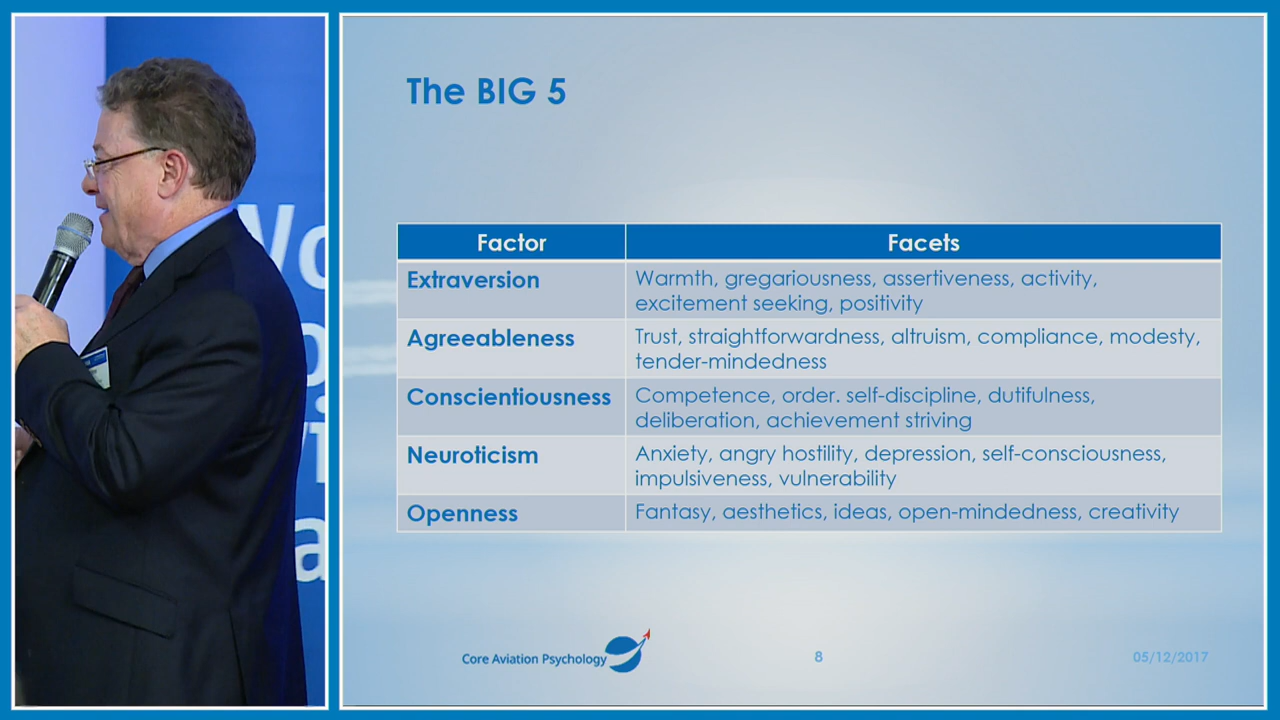 The BIG 5
Factor
Facets
Extraversion
Warmth, gregariousness, assertiveness, activity,
excitement seeking, positivity
Agreeableness
Trust, straightforwardness, altruism, compliance, modesty,
tender-mindedness
Conscientiousness
Competence, order. self-discipline, dutifulness,
deliberation, achievement striving
Neuroticism
Anxiety, angry hostility, depression, self-consciousness,
impulsiveness, vulnerability
Openness
Fantasy, aesthetics, ideas, open-mindedness, creativity
Core Aviation Psychology
8
05/12/2017